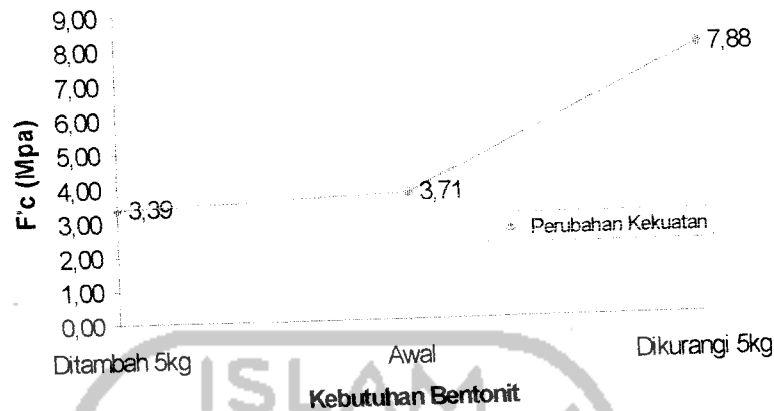 9,00
8,00
7,00
6,00
5,00
4,00
3,00
2,00
1,00
0,00
F'c (Mpa)
3,39
3,71
7,88
Perubahan Kekuatan
Ditambah 5kg
Awal
Dikurangi 5kg
Kebutuhan Bentonit
ISLAM